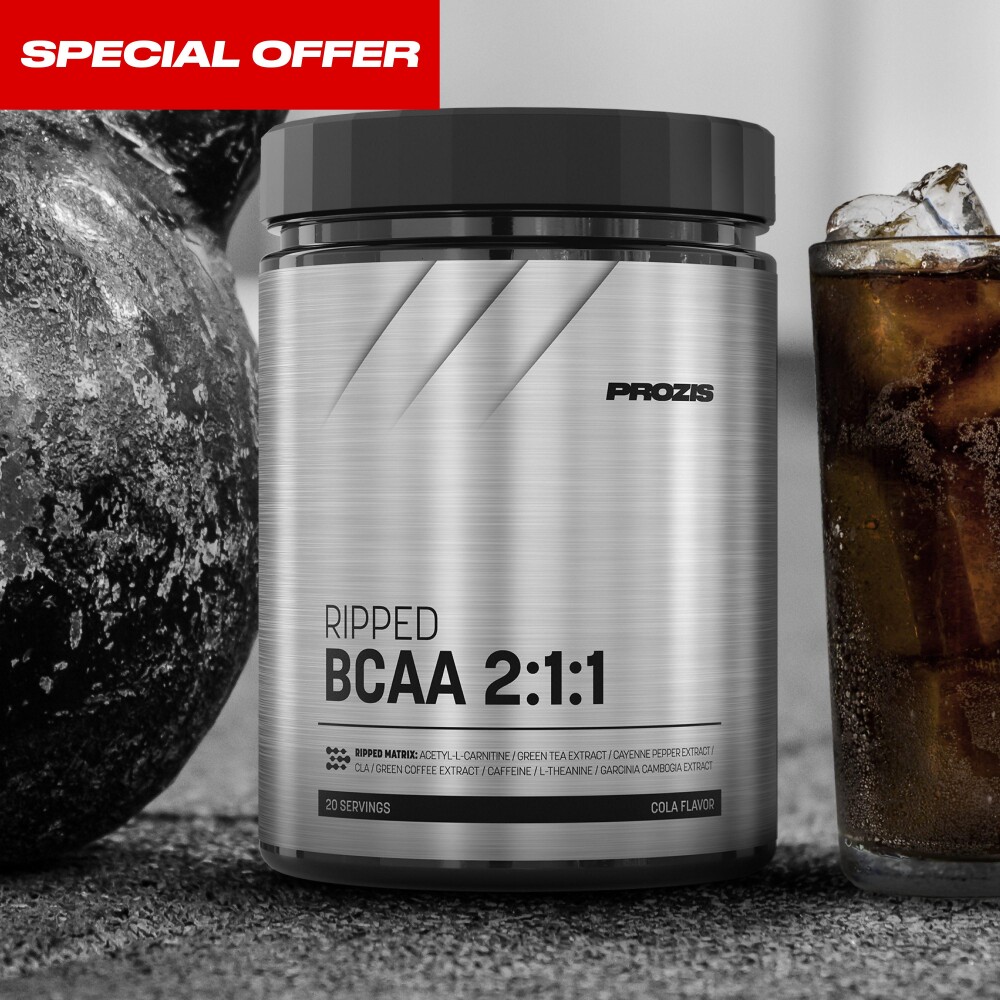 SPECIAL OFFER
PROZIS
RIPPED
BCAA 2:1:1
RIPPED MATRIX: ACETYL-L-CARNITINE / GREEN TEA EXTRACT / CAYENNE PEPPER EXTRACT /
CLA / GREEN COFFEE EXTRACT / CAFFEINE / L-THEANINE / GARCINIA CAMBOGIA EXTRACT
20 SERVINGS COLA FLAVOR